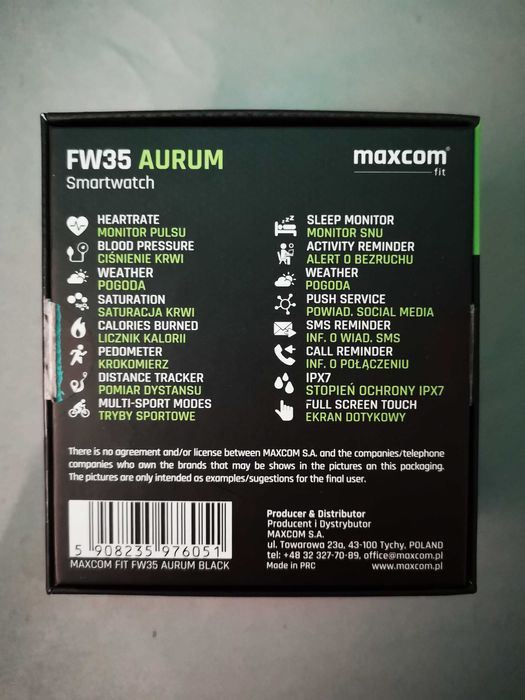 FW35 AURUM
Smartwatch
maxcom®
fit
HEARTRATE
MONITOR PULSU
BLOOD PRESSURE
CIŚNIENIE KRWI
WEATHER
POGODA
SATURATION
SATURACJA KRWI
CALORIES BURNED
LICZNIK KALORII
PEDOMETER
KROKOMIERZ
DISTANCE TRACKER
POMIAR DYSTANSU
MULTI-SPORT MODES
TRYBY SPORTOWE
SLEEP MONITOR
MONITOR SNU
ACTIVITY REMINDER
ALERT O BEZRUCHU
WEATHER
POGODA
PUSH SERVICE
POWIAD. SOCIAL MEDIA
SMS REMINDER
INF. O WIAD. SMS
CALL REMINDER
INF. O POŁĄCZENIU
IPX7
STOPIEŃ OCHRONY IPX7
FULL SCREEN TOUCH
EKRAN DOTYKOWY
There is no agreement and/or license between MAXCOM S.A. and the companies/telephone
companies who own the brands that may be shows in the pictures on this packaging.
The pictures are only intended as examples/sugestions for the final user.
5 908235 976051
MAXCOM FIT FW35 AURUM BLACK
Producer & Distributor
Producent i Dystrybutor
MAXCOM S.A.
ul. Towarowa 23a, 43-100 Tychy, POLAND
tel: +48 32 327-70-89, office@maxcom.pl
Made in PRC www.maxcom.pl